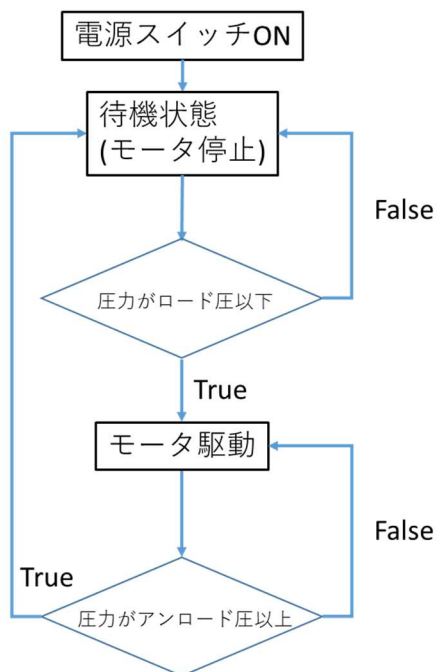 電源スイッチON
待機状態
(モータ停止)
False
圧力がロード圧以下
True
モータ駆動
False
True
圧力がアンロード圧以上